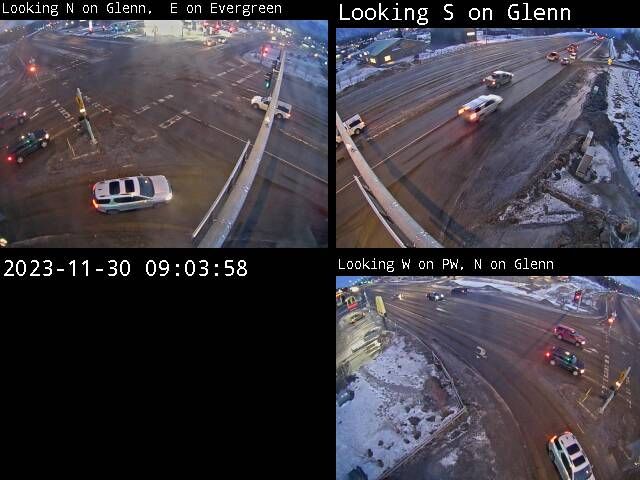 Looking N on Glenn,  E on Evergreen
Looking S on Glenn
2023-11-30 09:03:58
Looking W on PW, N on Glenn